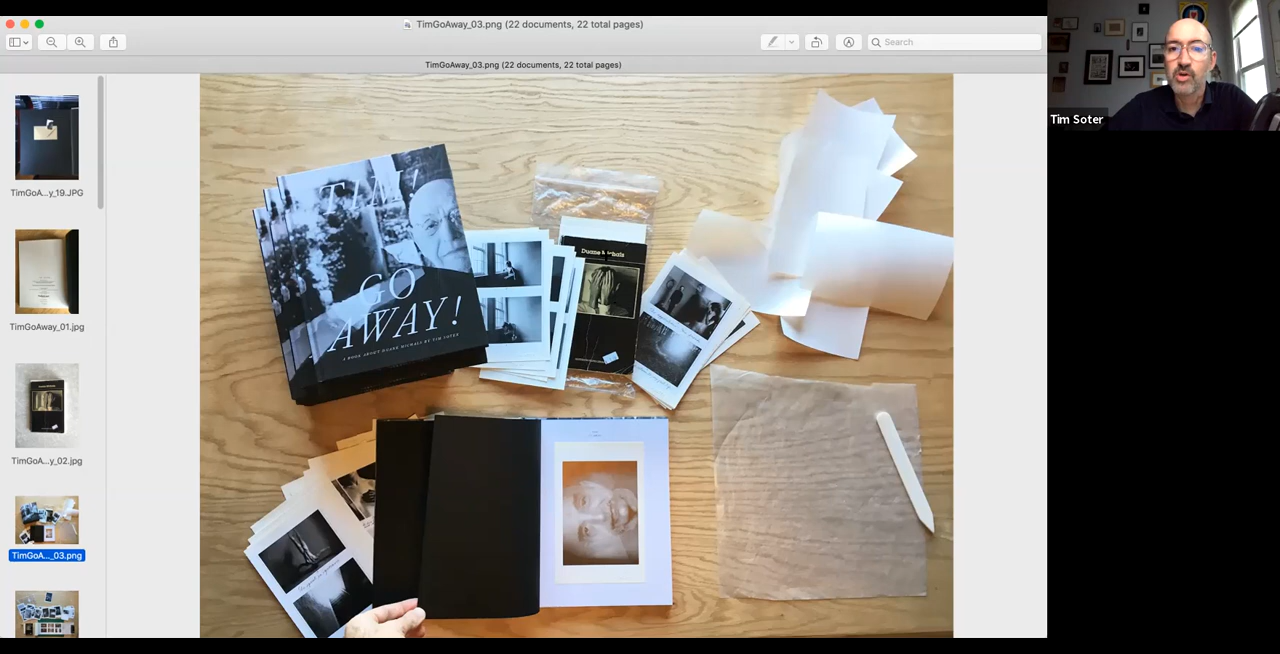 TimGoAway_03.png (22 documents, 22 total pages)
Search
TimGoAway_03.png (22 documents, 22 total pages)
TimGoA...y_19.JPG
TimGoAway_01.jpg
TimGoA...y_02.jpg
TimGoA..._03.png
TIM!
GO
AWAY!
A BOOK ABOUT DUANE MICHALS BY TIM SOTER
Duane Michals
Tim Soter